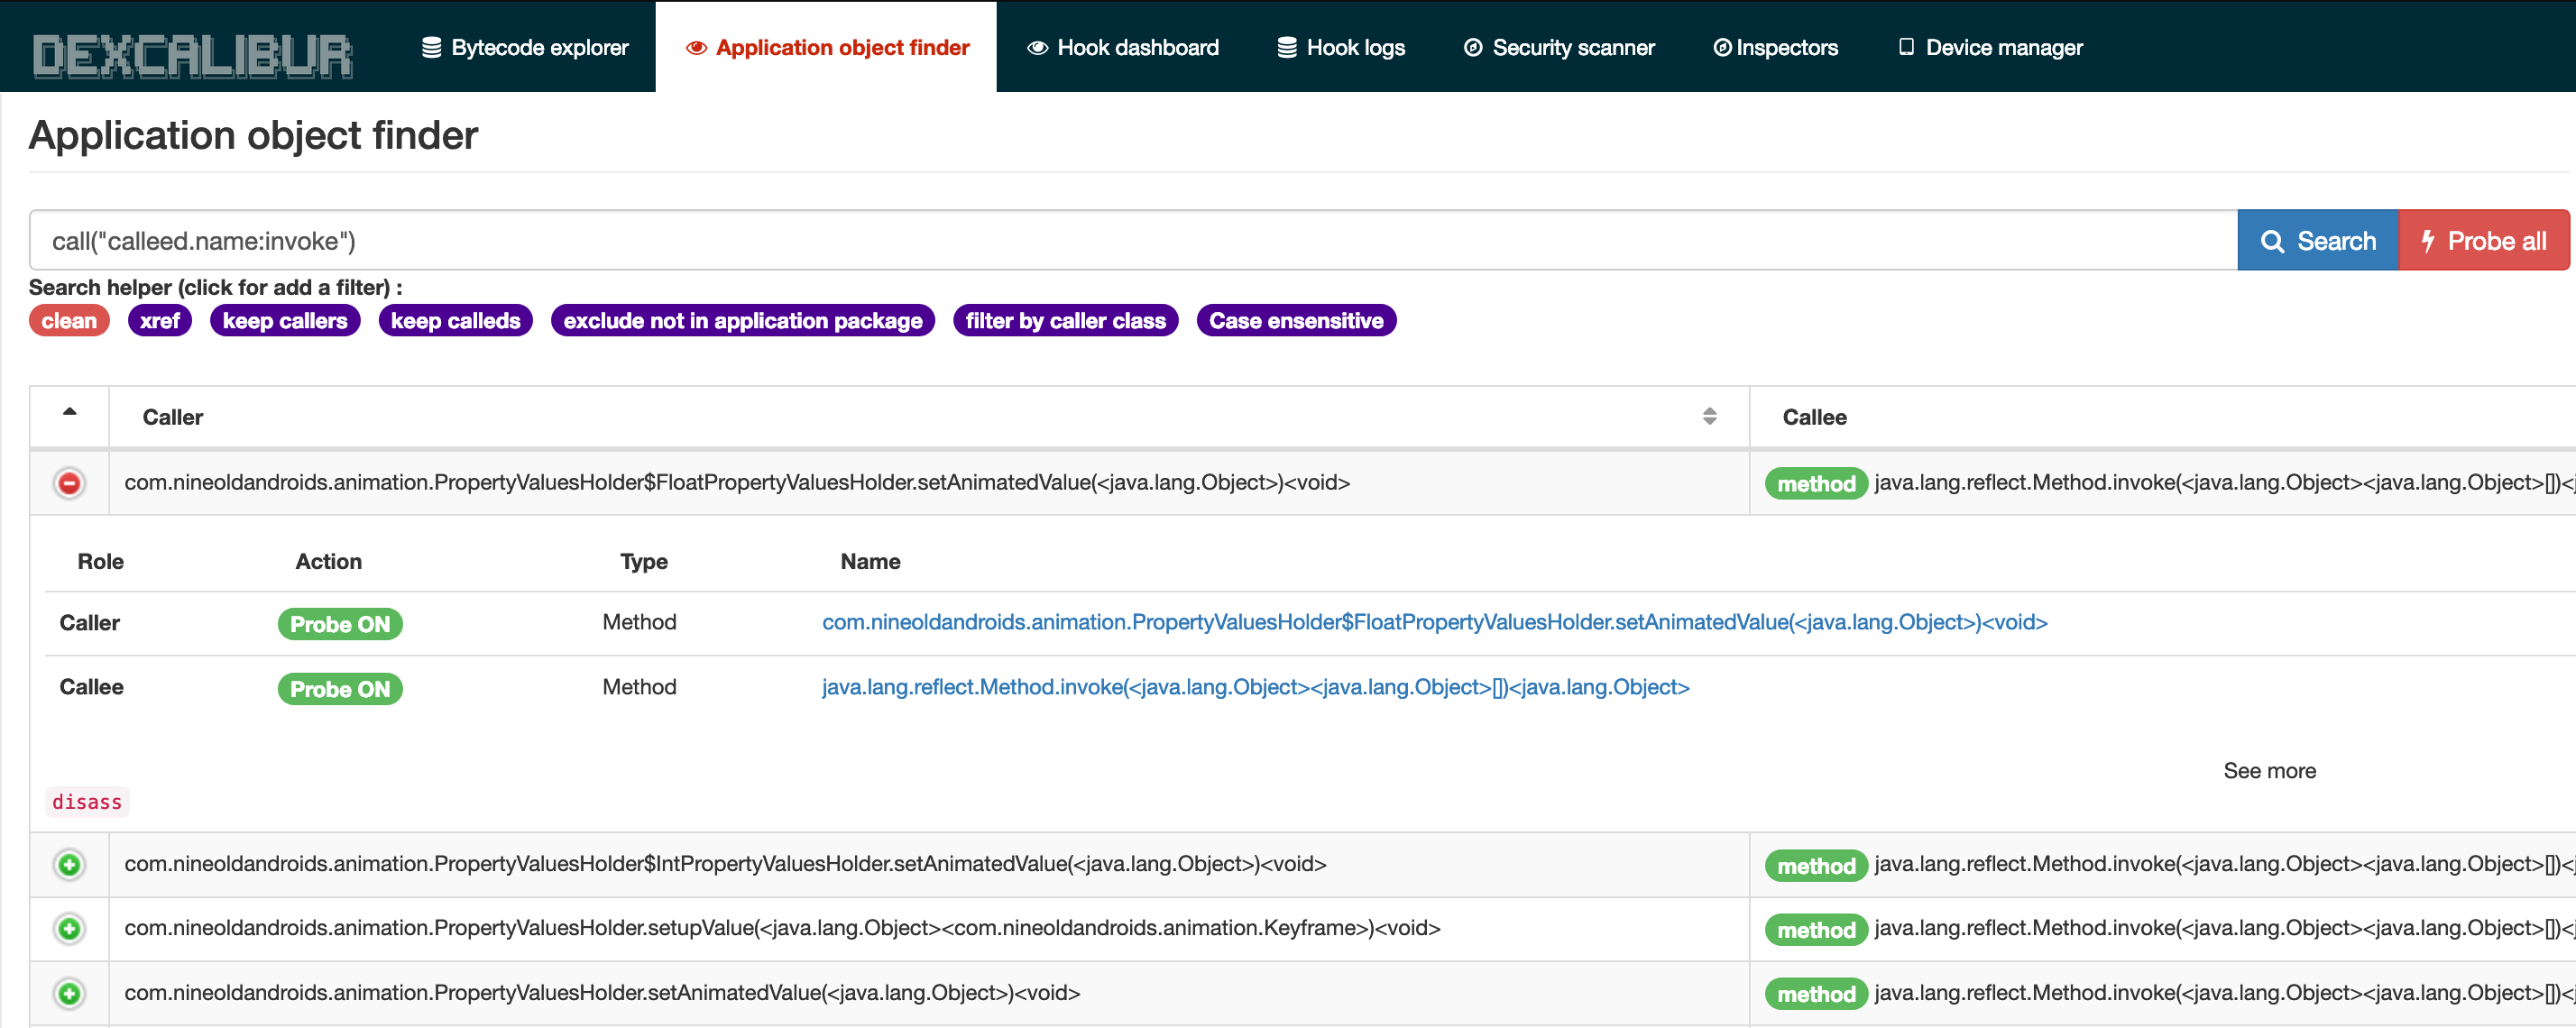 DEXCALIBUR Bytecode explorer Application object finder Hook dashboard Hook logs Security scanner Inspectors Device manager
Application object finder
call("calleed.name:invoke") Search Probe all
Search helper (click for add a filter) :
clean xref keep callers keep calleds exclude not in application package filter by caller class Case ensensitive
Caller Callee
com.nineoldandroids.animation.PropertyValuesHolder$FloatPropertyValuesHolder.setAnimatedValue(<java.lang.Object>)<void> method java.lang.reflect.Method.invoke(<java.lang.Object><java.lang.Object>[])<j
Role Action Type Name
Caller Probe ON Method com.nineoldandroids.animation.PropertyValuesHolder$FloatPropertyValuesHolder.setAnimatedValue(<java.lang.Object>)<void>
Callee Probe ON Method java.lang.reflect.Method.invoke(<java.lang.Object><java.lang.Object>[])<java.lang.Object>
See more
disass
com.nineoldandroids.animation.PropertyValuesHolder$IntPropertyValuesHolder.setAnimatedValue(<java.lang.Object>)<void> method java.lang.reflect.Method.invoke(<java.lang.Object><java.lang.Object>[])<j
com.nineoldandroids.animation.PropertyValuesHolder.setupValue(<java.lang.Object><com.nineoldandroids.animation.Keyframe>)<void> method java.lang.reflect.Method.invoke(<java.lang.Object><java.lang.Object>[])<j
com.nineoldandroids.animation.PropertyValuesHolder.setAnimatedValue(<java.lang.Object>)<void> method java.lang.reflect.Method.invoke(<java.lang.Object><java.lang.Object>[])<j